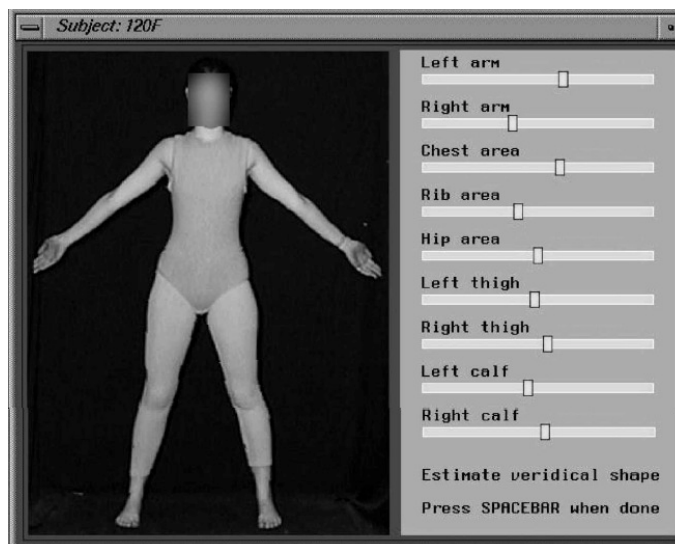 Subject: 120F
Left arm
Right arm
Chest area
Rib area
Hip area
Left thigh
Right thigh
Left calf
Right calf
Estimate veridical shape
Press SPACEBAR when done